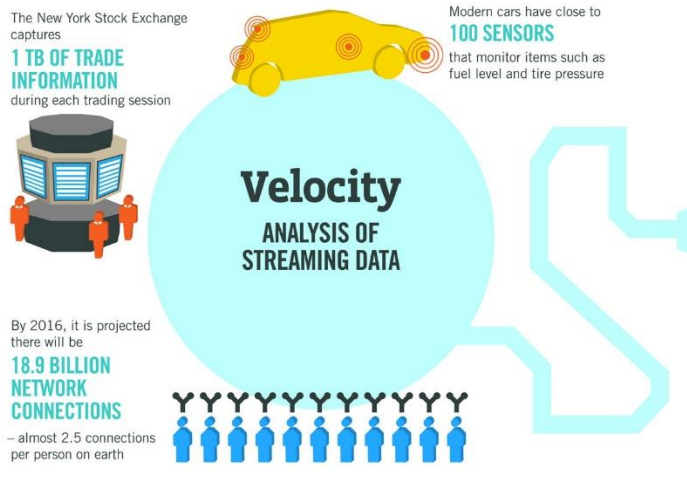 The New York Stock Exchange
captures
1 TB OF TRADE
INFORMATION
during each trading session
Modern cars have close to
100 SENSORS
that monitor items such as
fuel level and tire pressure
Velocity
ANALYSIS OF
STREAMING DATA
By 2016, it is projected
there will be
18.9 BILLION
NETWORK
CONNECTIONS
– almost 2.5 connections
per person on earth